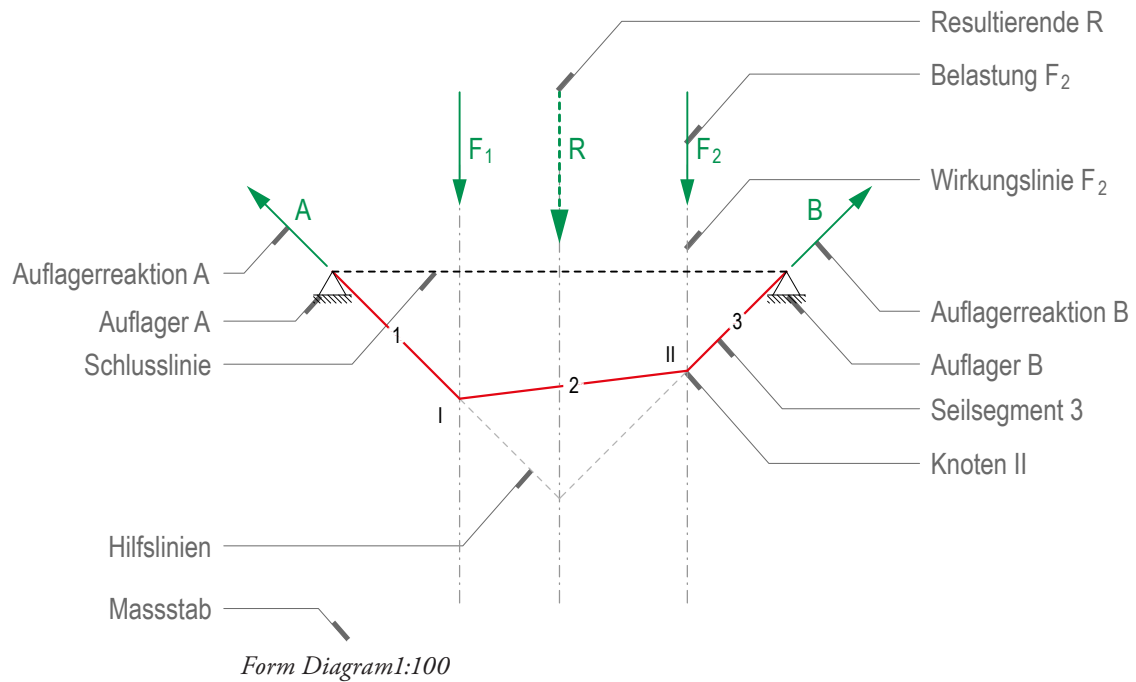 Resultierende R
Belastung F₂
F₁
R
F₂
Wirkungslinie F₂
A
B
Auflagerreaktion A
Auflagerreaktion B
Auflager A
1
3
Schlusslinie
II
Auflager B
2
I
Seilsegment 3
Knoten II
Hilfslinien
Massstab
Form Diagram1:100